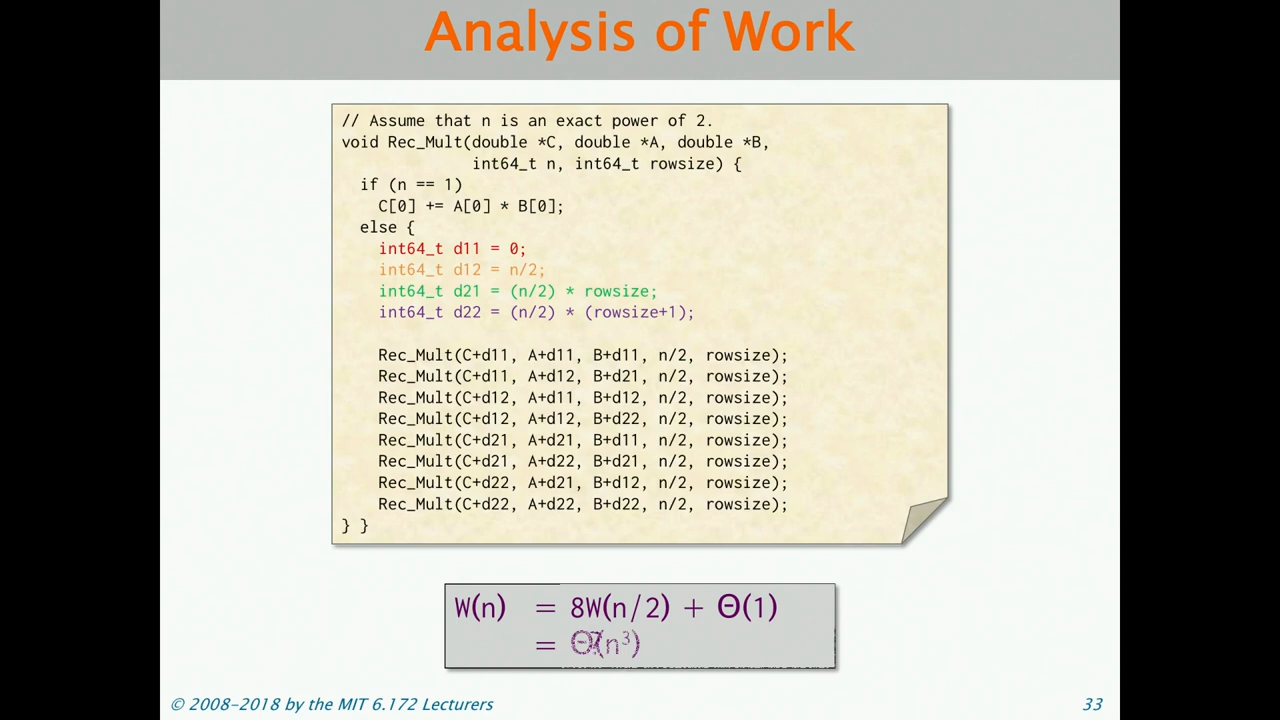 Analysis of Work
// Assume that n is an exact power of 2.
void Rec_Mult(double *C, double *A, double *B,
int64_t n, int64_t rowsize) {
if (n == 1)
C[0] += A[0] * B[0];
else {
int64_t d11 = 0;
int64_t d12 = n/2;
int64_t d21 = (n/2) * rowsize;
int64_t d22 = (n/2) * (rowsize+1);
Rec_Mult(C+d11, A+d11, B+d11, n/2, rowsize);
Rec_Mult(C+d11, A+d12, B+d21, n/2, rowsize);
Rec_Mult(C+d12, A+d11, B+d12, n/2, rowsize);
Rec_Mult(C+d12, A+d12, B+d22, n/2, rowsize);
Rec_Mult(C+d21, A+d21, B+d11, n/2, rowsize);
Rec_Mult(C+d21, A+d22, B+d21, n/2, rowsize);
Rec_Mult(C+d22, A+d21, B+d12, n/2, rowsize);
Rec_Mult(C+d22, A+d22, B+d22, n/2, rowsize);
} }
W(n) = 8W(n/2) + Θ(1)
= Θ(n³)
© 2008–2018 by the MIT 6.172 Lecturers
33